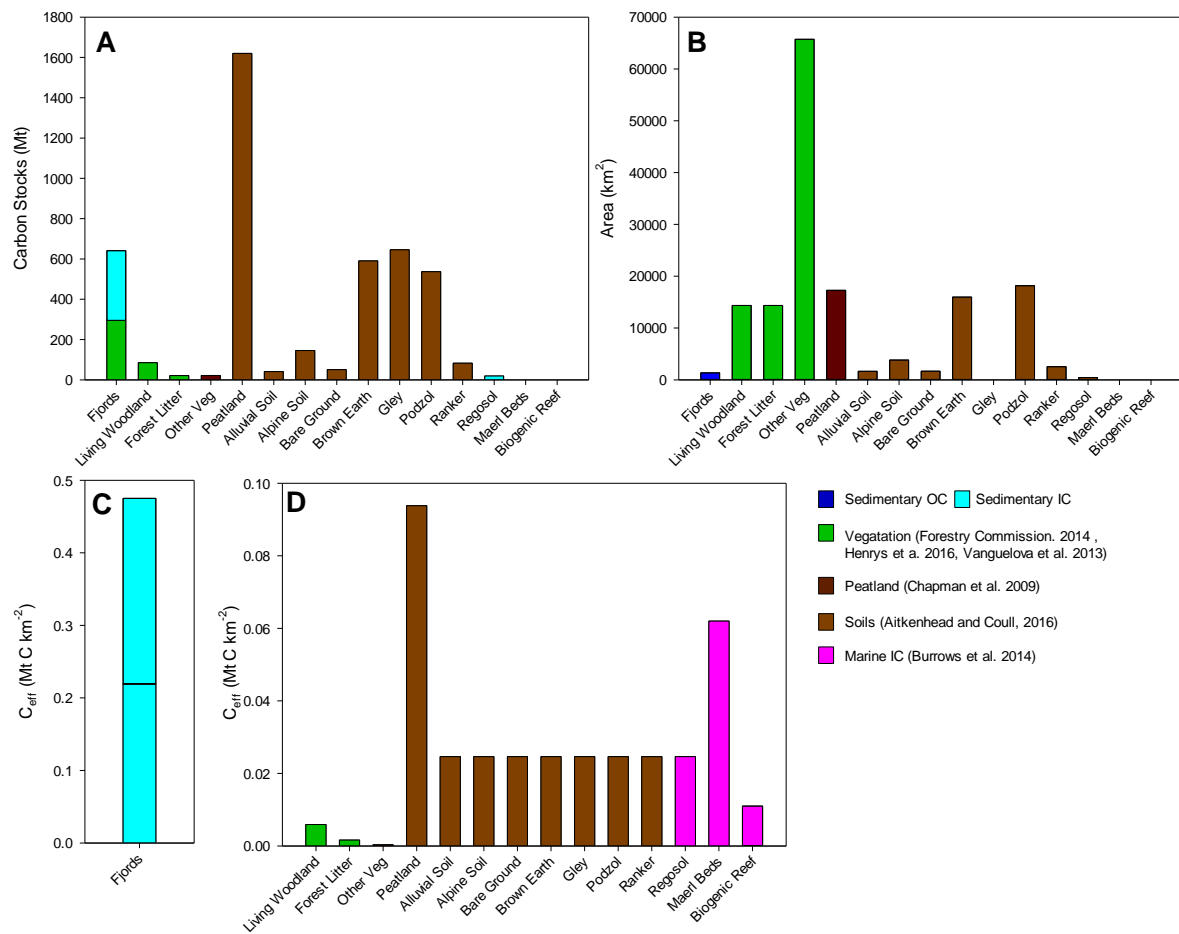 A
Carbon Stocks (Mt)
1800
1600
1400
1200
1000
800
600
400
200
0
Fjords
Living Woodland
Forest Litter
Other Veg
Peatland
Alluvial Soil
Alpine Soil
Bare Ground
Brown Earth
Gley
Podzol
Ranker
Regosol
Maerl Beds
Biogenic Reef
B
Area (km²)
70000
60000
50000
40000
30000
20000
10000
0
Fjords
Living Woodland
Forest Litter
Other Veg
Peatland
Alluvial Soil
Alpine Soil
Bare Ground
Brown Earth
Gley
Podzol
Ranker
Regosol
Maerl Beds
Biogenic Reef
C
Ceff (Mt C km-2)
0.5
0.4
0.3
0.2
0.1
0.0
Fjords
D
Ceff (Mt C km-2)
0.10
0.08
0.06
0.04
0.02
0.00
Living Woodland
Forest Litter
Other Veg
Peatland
Alluvial Soil
Alpine Soil
Bare Ground
Brown Earth
Gley
Podzol
Ranker
Regosol
Maerl Beds
Biogenic Reef
Sedimentary OC Sedimentary IC
Vegatation (Forestry Commission. 2014 ,
Henrys et a. 2016, Vanguelova et al. 2013)
Peatland (Chapman et al. 2009)
Soils (Aitkenhead and Coull, 2016)
Marine IC (Burrows et al. 2014)